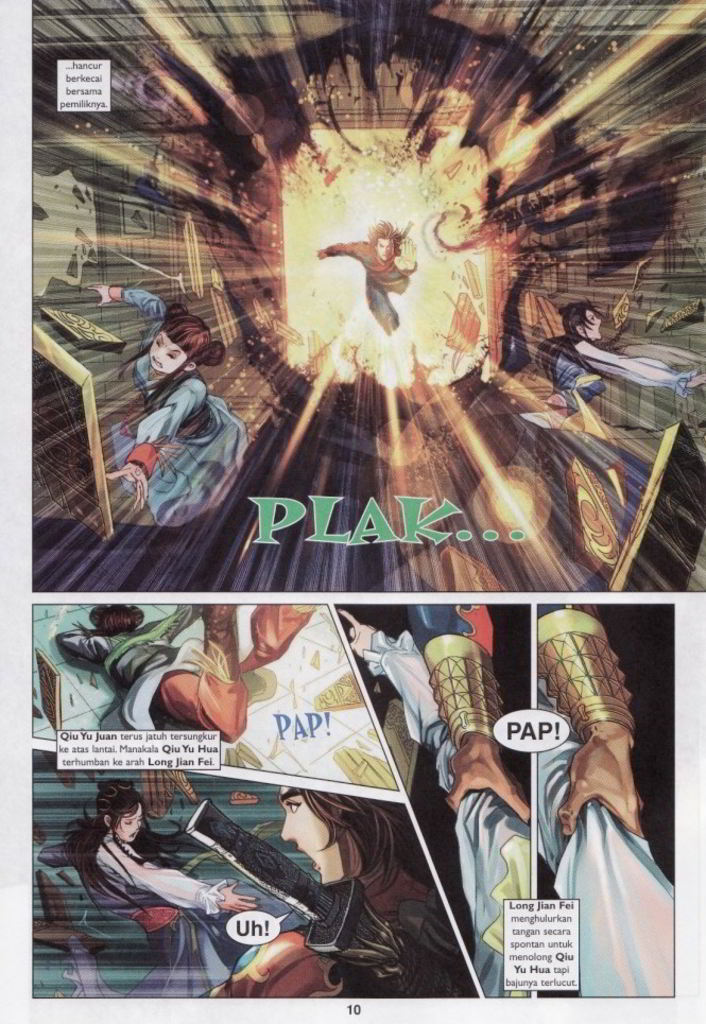 ...hancur
berkecai
bersama
pemiliknya.
PLAK...
PAP!
Qiu Yu Juan terus jatuh tersungkur
ke atas lantai. Manakala Qiu Yu Hua
terhumban ke arah Long Jian Fei.
PAP!
Uh!
Long Jian Fei
menghulurkan
tangan secara
spontan untuk
menolong Qiu
Yu Hua tapi
bajunya terlucut.
10